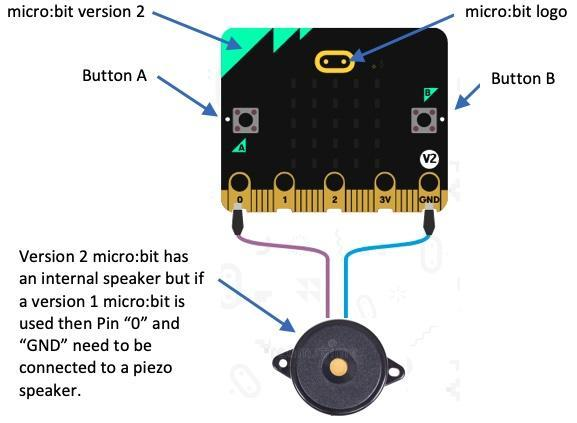 micro:bit version 2
micro:bit logo
Button A
Button B
B
A
V2
0
1
2
3V
GND
Version 2 micro:bit has
an internal speaker but if
a version 1 micro:bit is
used then Pin “0” and
“GND” need to be
connected to a piezo
speaker.